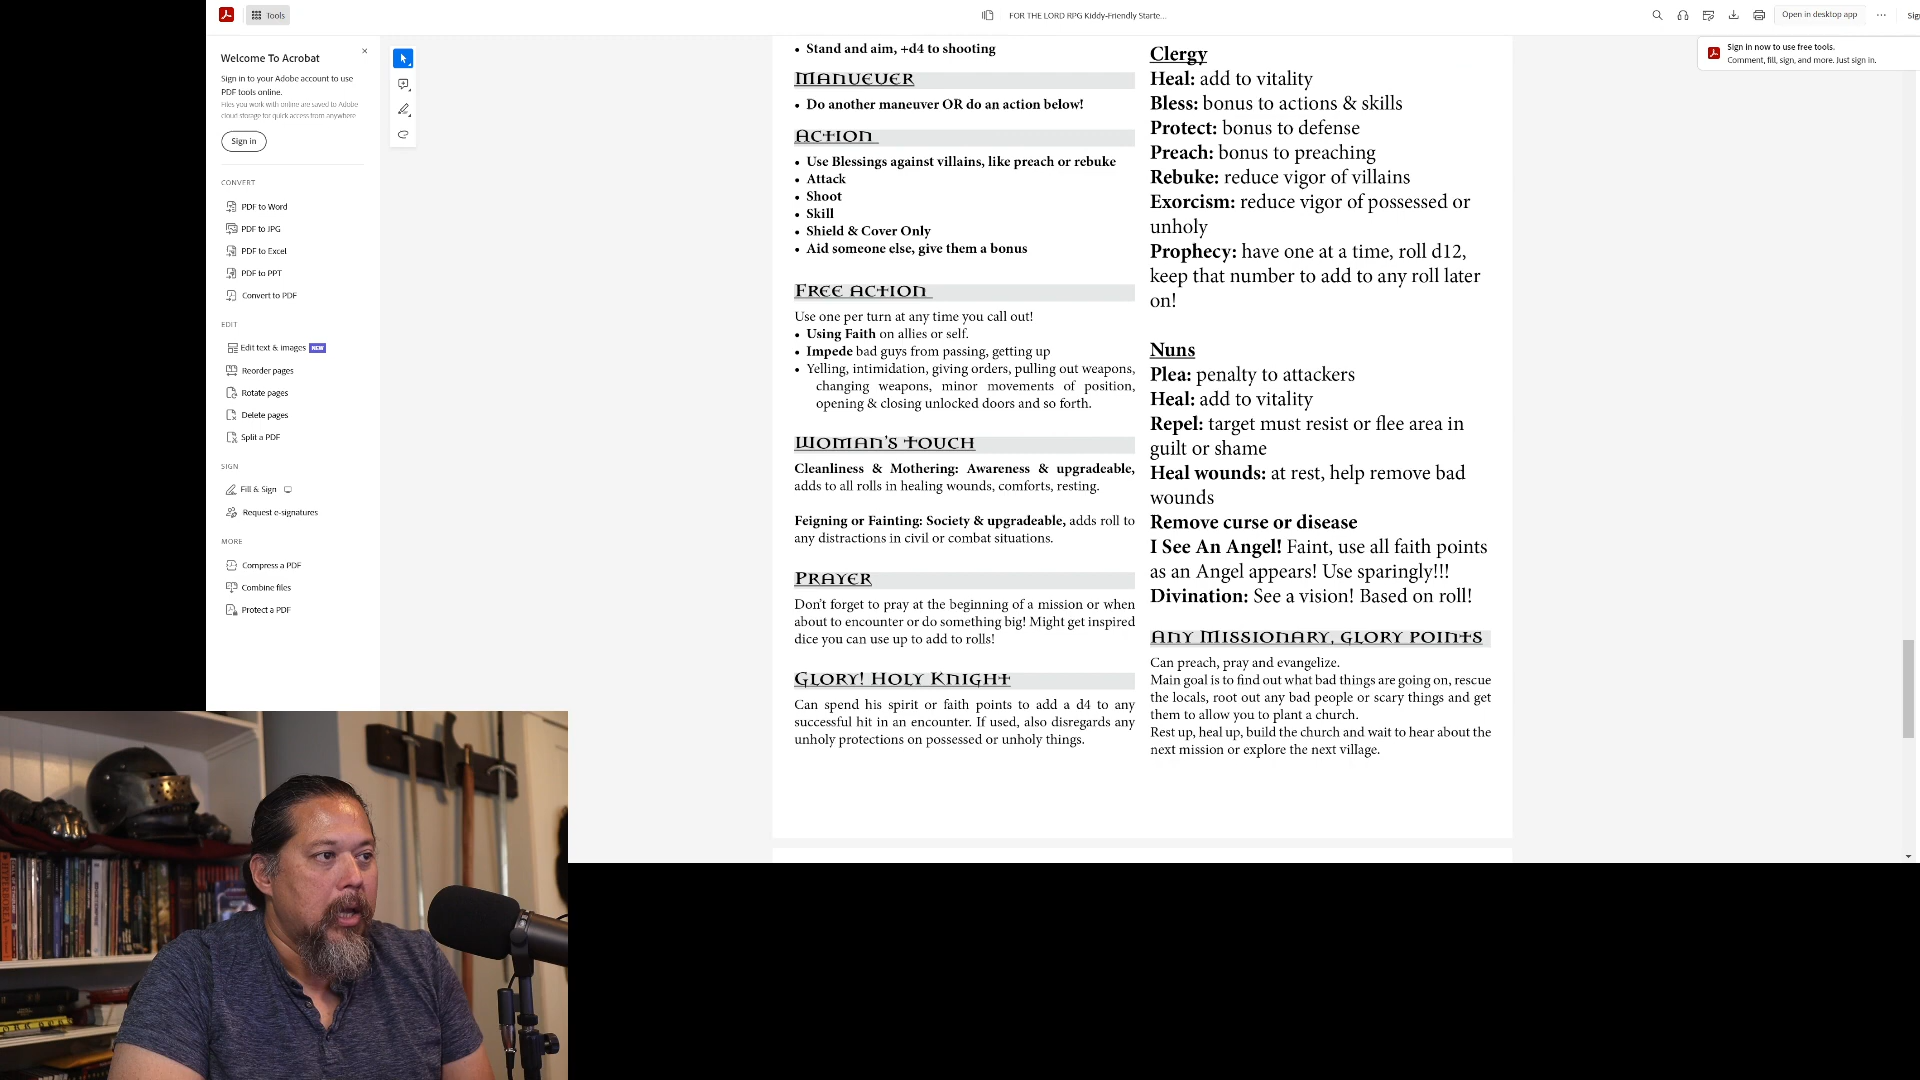 Tools
FOR THE LORD RPG Kiddy-Friendly Starte...
Open in desktop app
Sig
Sign in now to use free tools.
Comment, fill, sign, and more. Just sign in.
Welcome To Acrobat
Sign in to your Adobe account to use
PDF tools online.
Files you work with online are saved to Adobe
cloud storage for quick access from anywhere.
Sign in
CONVERT
PDF to Word
PDF to JPG
PDF to Excel
PDF to PPT
Convert to PDF
EDIT
Edit text & images NEW
Reorder pages
Rotate pages
Delete pages
Split a PDF
SIGN
Fill & Sign
Request e-signatures
MORE
Compress a PDF
Combine files
Protect a PDF
• Stand and aim, +d4 to shooting
Manuever
• Do another maneuver OR do an action below!
Action
• Use Blessings against villains, like preach or rebuke
• Attack
• Shoot
• Skill
• Shield & Cover Only
• Aid someone else, give them a bonus
Free action
Use one per turn at any time you call out!
• Using Faith on allies or self.
• Impede bad guys from passing, getting up
• Yelling, intimidation, giving orders, pulling out weapons,
changing weapons, minor movements of position,
opening & closing unlocked doors and so forth.
Woman's Touch
Cleanliness & Mothering: Awareness & upgradeable,
adds to all rolls in healing wounds, comforts, resting.
Feigning or Fainting: Society & upgradeable, adds roll to
any distractions in civil or combat situations.
Prayer
Don't forget to pray at the beginning of a mission or when
about to encounter or do something big! Might get inspired
dice you can use up to add to rolls!
Glory! Holy Knight
Can spend his spirit or faith points to add a d4 to any
successful hit in an encounter. If used, also disregards any
unholy protections on possessed or unholy things.
Clergy
Heal: add to vitality
Bless: bonus to actions & skills
Protect: bonus to defense
Preach: bonus to preaching
Rebuke: reduce vigor of villains
Exorcism: reduce vigor of possessed or
unholy
Prophecy: have one at a time, roll d12,
keep that number to add to any roll later
on!
Nuns
Plea: penalty to attackers
Heal: add to vitality
Repel: target must resist or flee area in
guilt or shame
Heal wounds: at rest, help remove bad
wounds
Remove curse or disease
I See An Angel! Faint, use all faith points
as an Angel appears! Use sparingly!!!
Divination: See a vision! Based on roll!
Any Missionary, glory points
Can preach, pray and evangelize.
Main goal is to find out what bad things are going on, rescue
the locals, root out any bad people or scary things and get
them to allow you to plant a church.
Rest up, heal up, build the church and wait to hear about the
next mission or explore the next village.